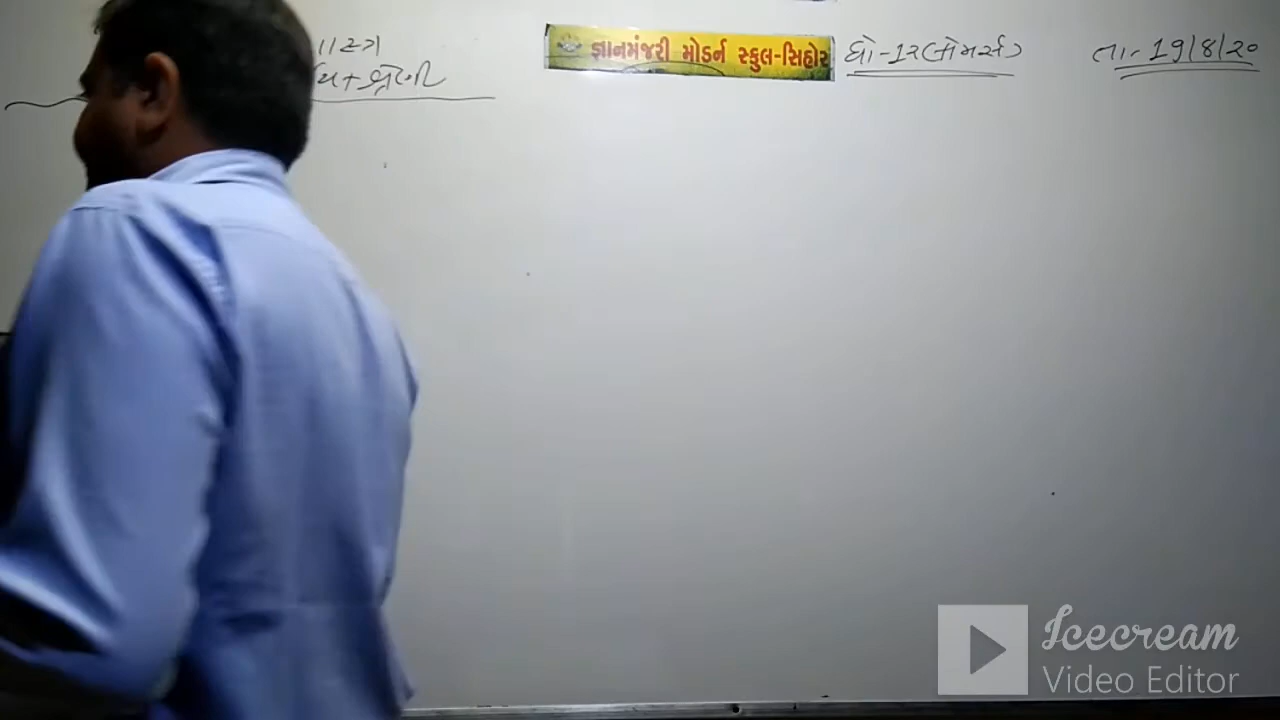 જ્ઞાનમંજરી મોડર્ન સ્કુલ-સિહોર
ધો-૧૨(કોમર્સ)
તા. 19/8/20
Icecream
Video Editor